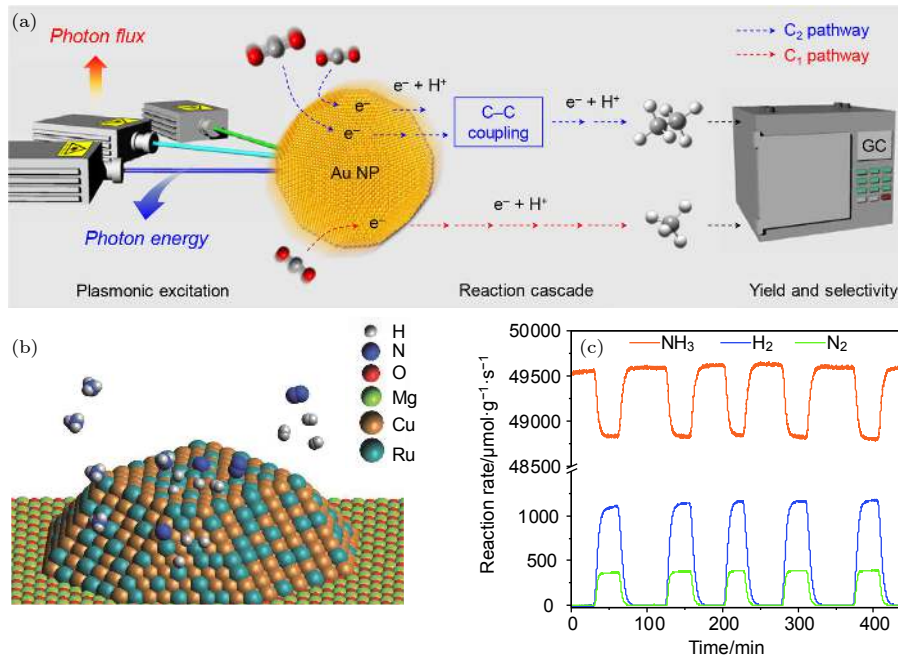 (a)
Photon flux
C₂ pathway
C₁ pathway
e⁻ + H⁺
e⁻
C–C
coupling
e⁻ + H⁺
e⁻
GC
Au NP
e⁻ + H⁺
e⁻
Photon energy
Plasmonic excitation
Reaction cascade
Yield and selectivity
(b)
H
N
O
Mg
Cu
Ru
(c)
NH₃
H₂
N₂
50000
49500
49000
48500
1000
500
0
Reaction rate/μmol·g⁻¹·s⁻¹
0
100
200
300
400
Time/min